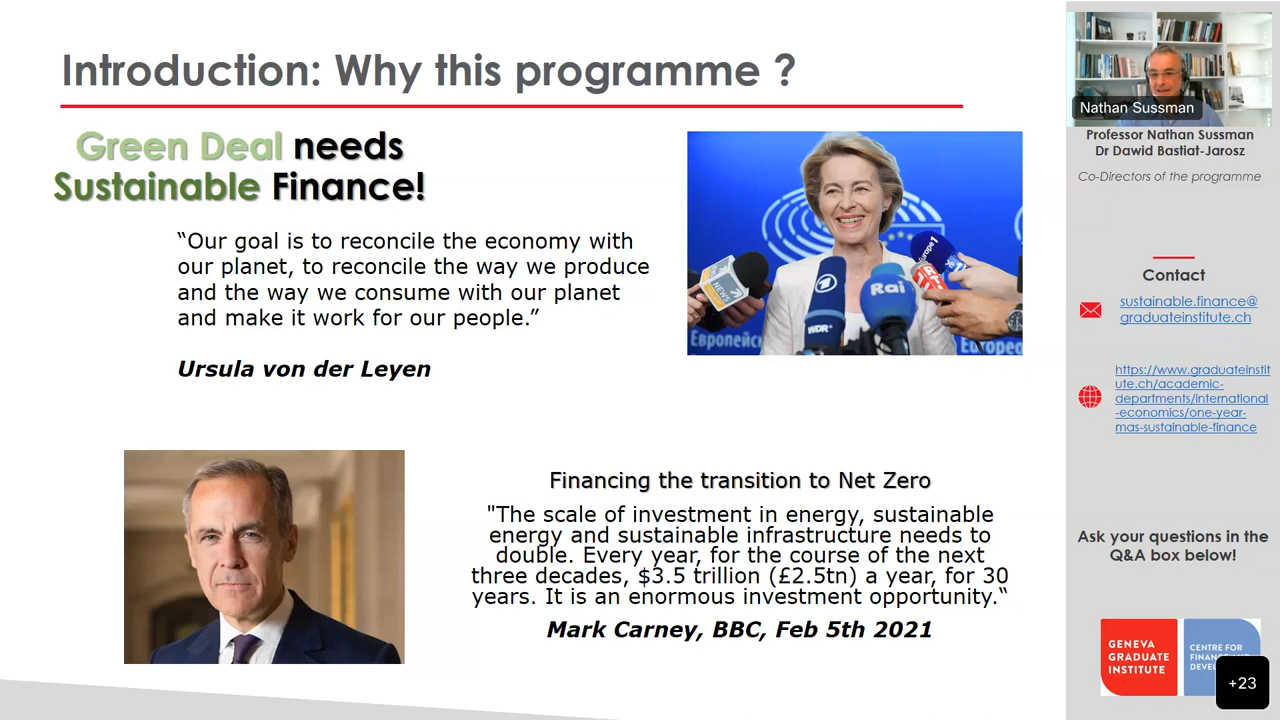 Introduction: Why this programme ?
Green Deal needs
Sustainable Finance!
“Our goal is to reconcile the economy with
our planet, to reconcile the way we produce
and the way we consume with our planet
and make it work for our people.”
Ursula von der Leyen
NEWS
WDR
Rai
europe1
Европейск
Europeo
Financing the transition to Net Zero
"The scale of investment in energy, sustainable
energy and sustainable infrastructure needs to
double. Every year, for the course of the next
three decades, $3.5 trillion (£2.5tn) a year, for 30
years. It is an enormous investment opportunity.“
Mark Carney, BBC, Feb 5th 2021
Nathan Sussman
Professor Nathan Sussman
Dr Dawid Bastiat-Jarosz
Co-Directors of the programme
Contact
sustainable.finance@
graduateinstitute.ch
https://www.graduateinstit
ute.ch/academic-
departments/international
-economics/one-year-
mas-sustainable-finance
Ask your questions in the
Q&A box below!
GENEVA
GRADUATE
INSTITUTE
CENTRE FOR
+23